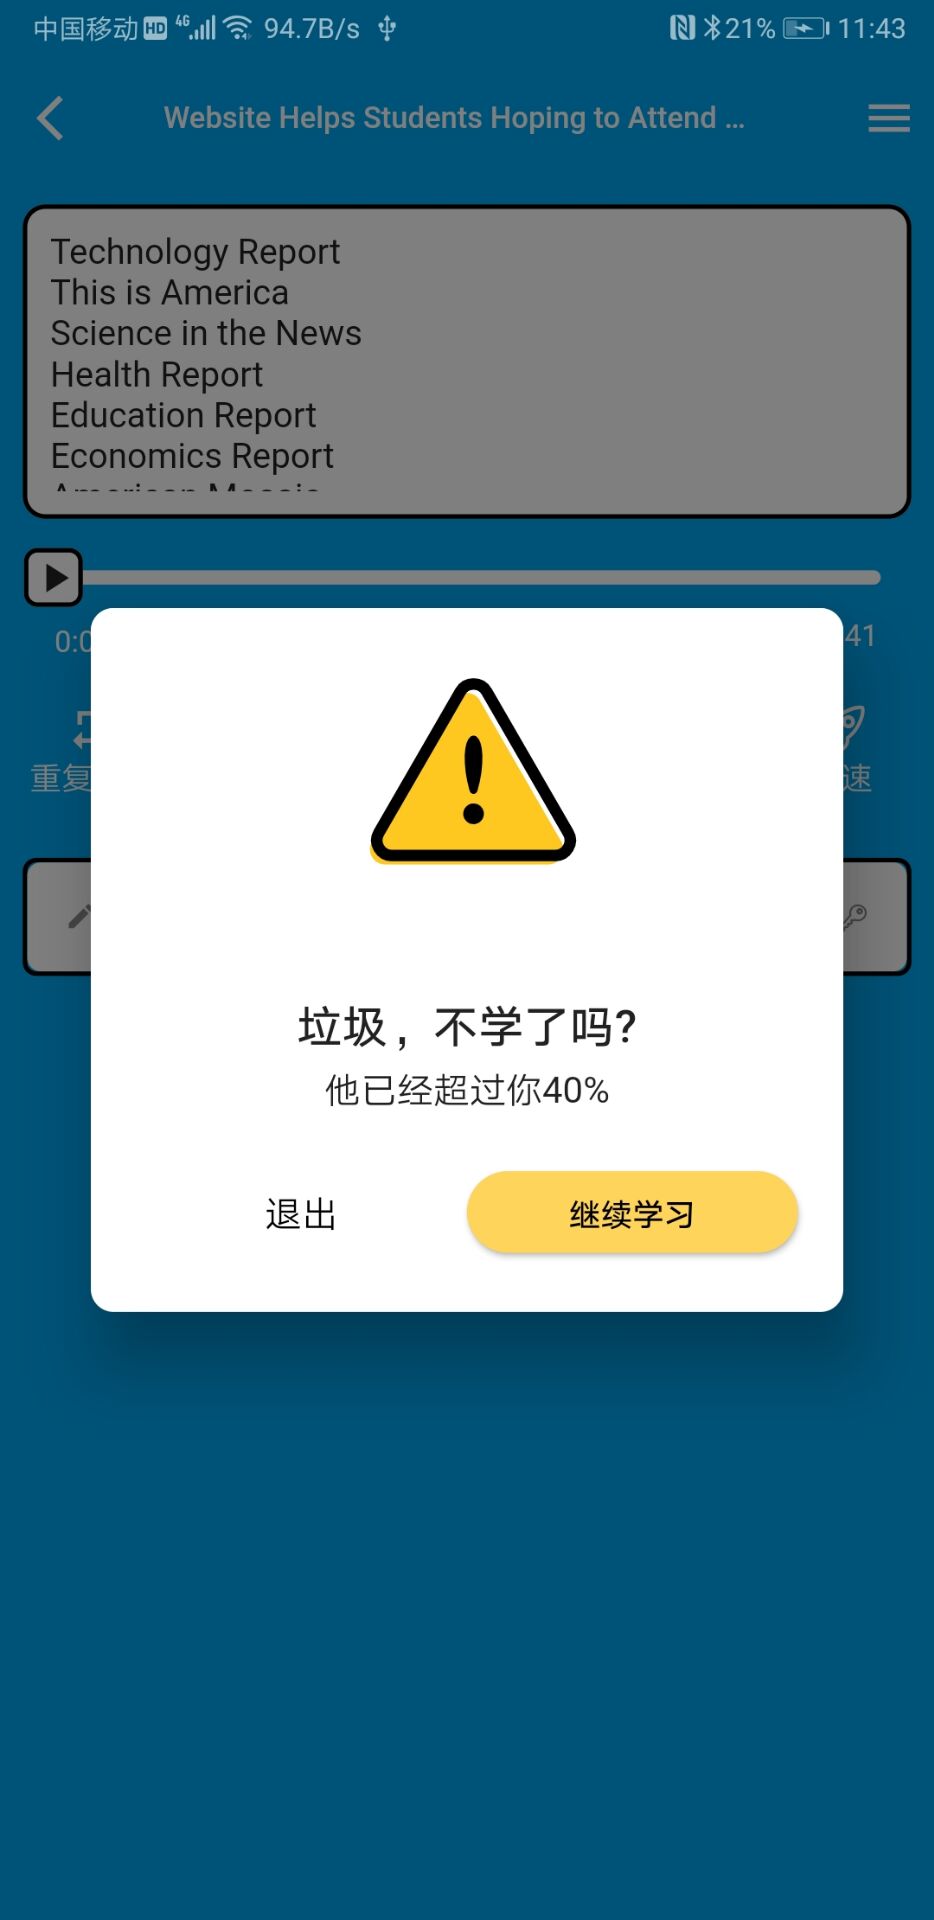 中国移动 HD 4G 94.7B/s 21% 11:43
Website Helps Students Hoping to Attend ...
Technology Report
This is America
Science in the News
Health Report
Education Report
Economics Report
American Mosaic
0:0 41
重复 速
垃圾，不学了吗?
他已经超过你40%
退出 继续学习